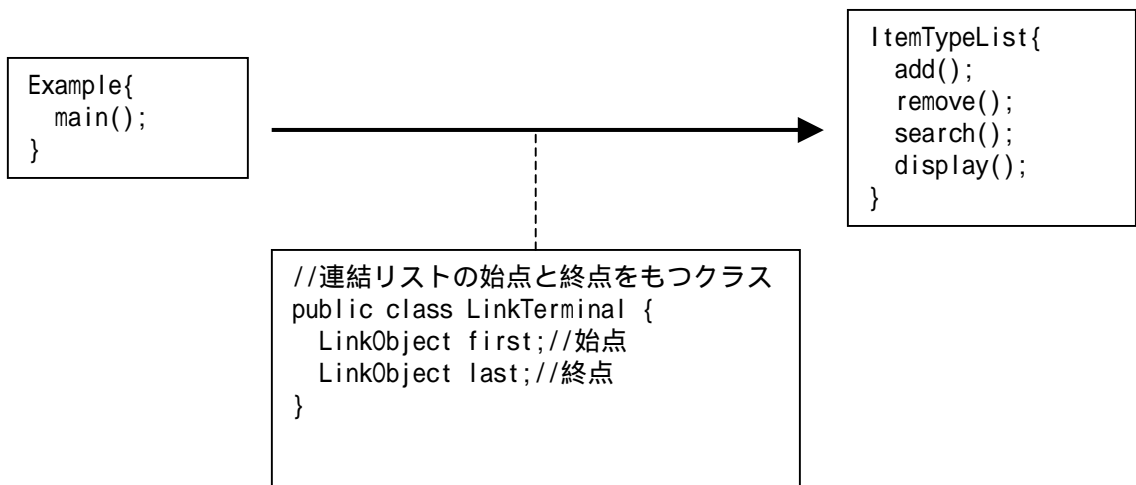 Example{
  main();
}
ItemTypeList{
  add();
  remove();
  search();
  display();
}
//連結リストの始点と終点をもつクラス
public class LinkTerminal {
  LinkObject first;//始点
  LinkObject last;//終点
}